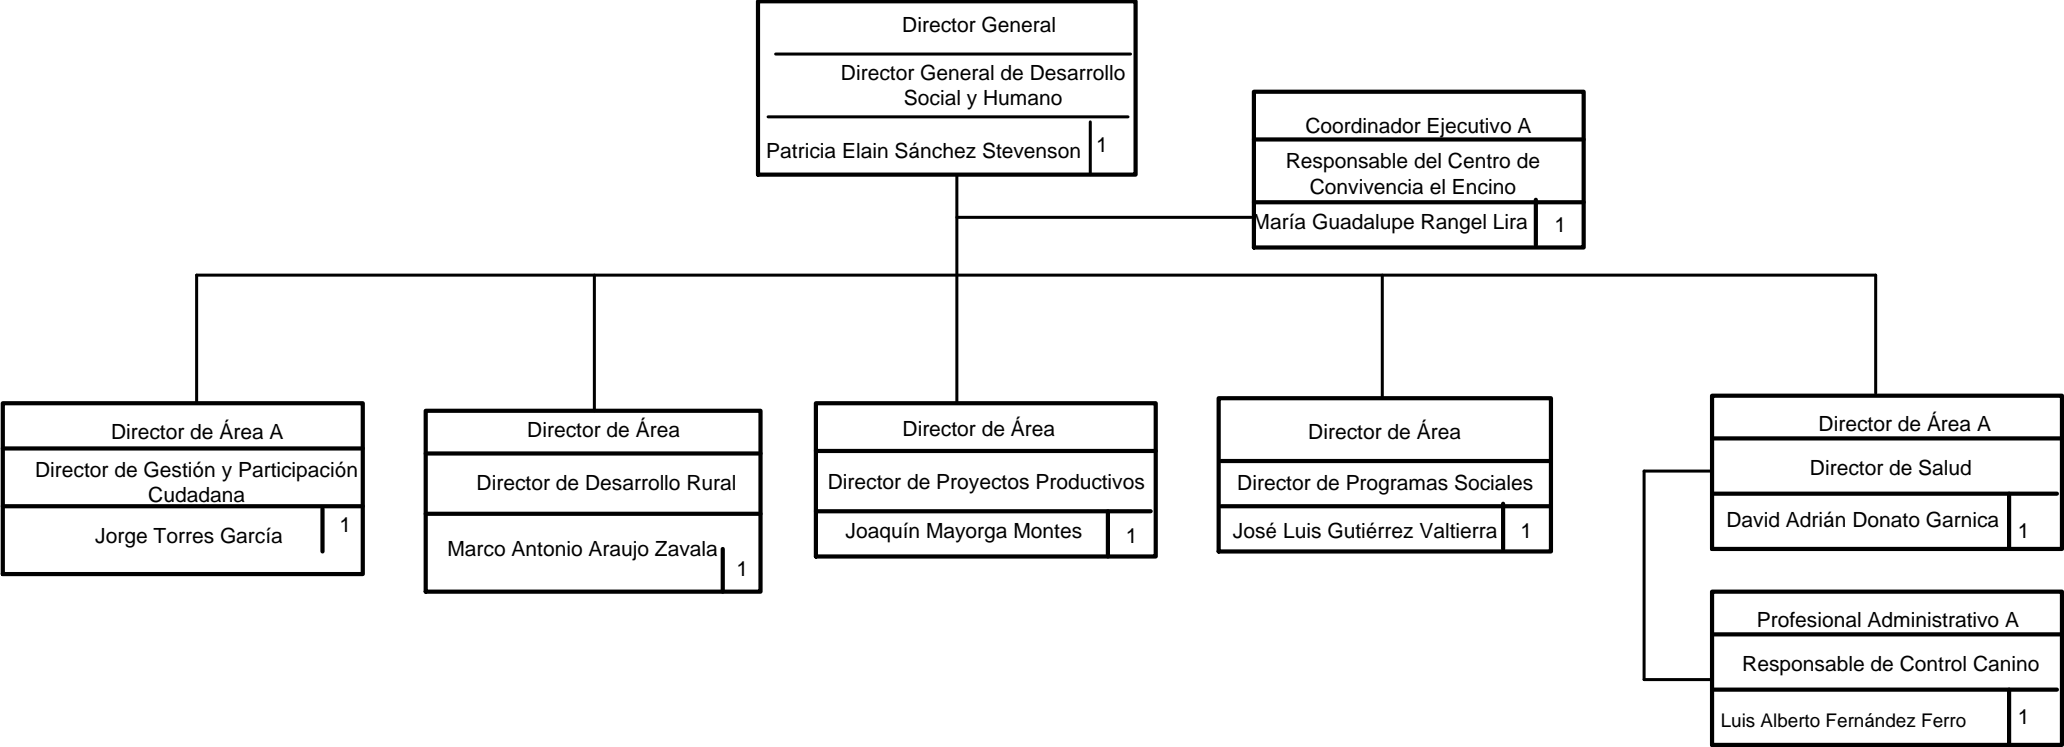 Director General
Director General de Desarrollo
Social y Humano
Patricia Elain Sánchez Stevenson
1
Coordinador Ejecutivo A
Responsable del Centro de
Convivencia el Encino
María Guadalupe Rangel Lira
1
Director de Área A
Director de Gestión y Participación
Cudadana
Jorge Torres García
1
Director de Área
Director de Desarrollo Rural
Marco Antonio Araujo Zavala
1
Director de Área
Director de Proyectos Productivos
Joaquín Mayorga Montes
1
Director de Área
Director de Programas Sociales
José Luis Gutiérrez Valtierra
1
Director de Área A
Director de Salud
David Adrián Donato Garnica
1
Profesional Administrativo A
Responsable de Control Canino
Luis Alberto Fernández Ferro
1